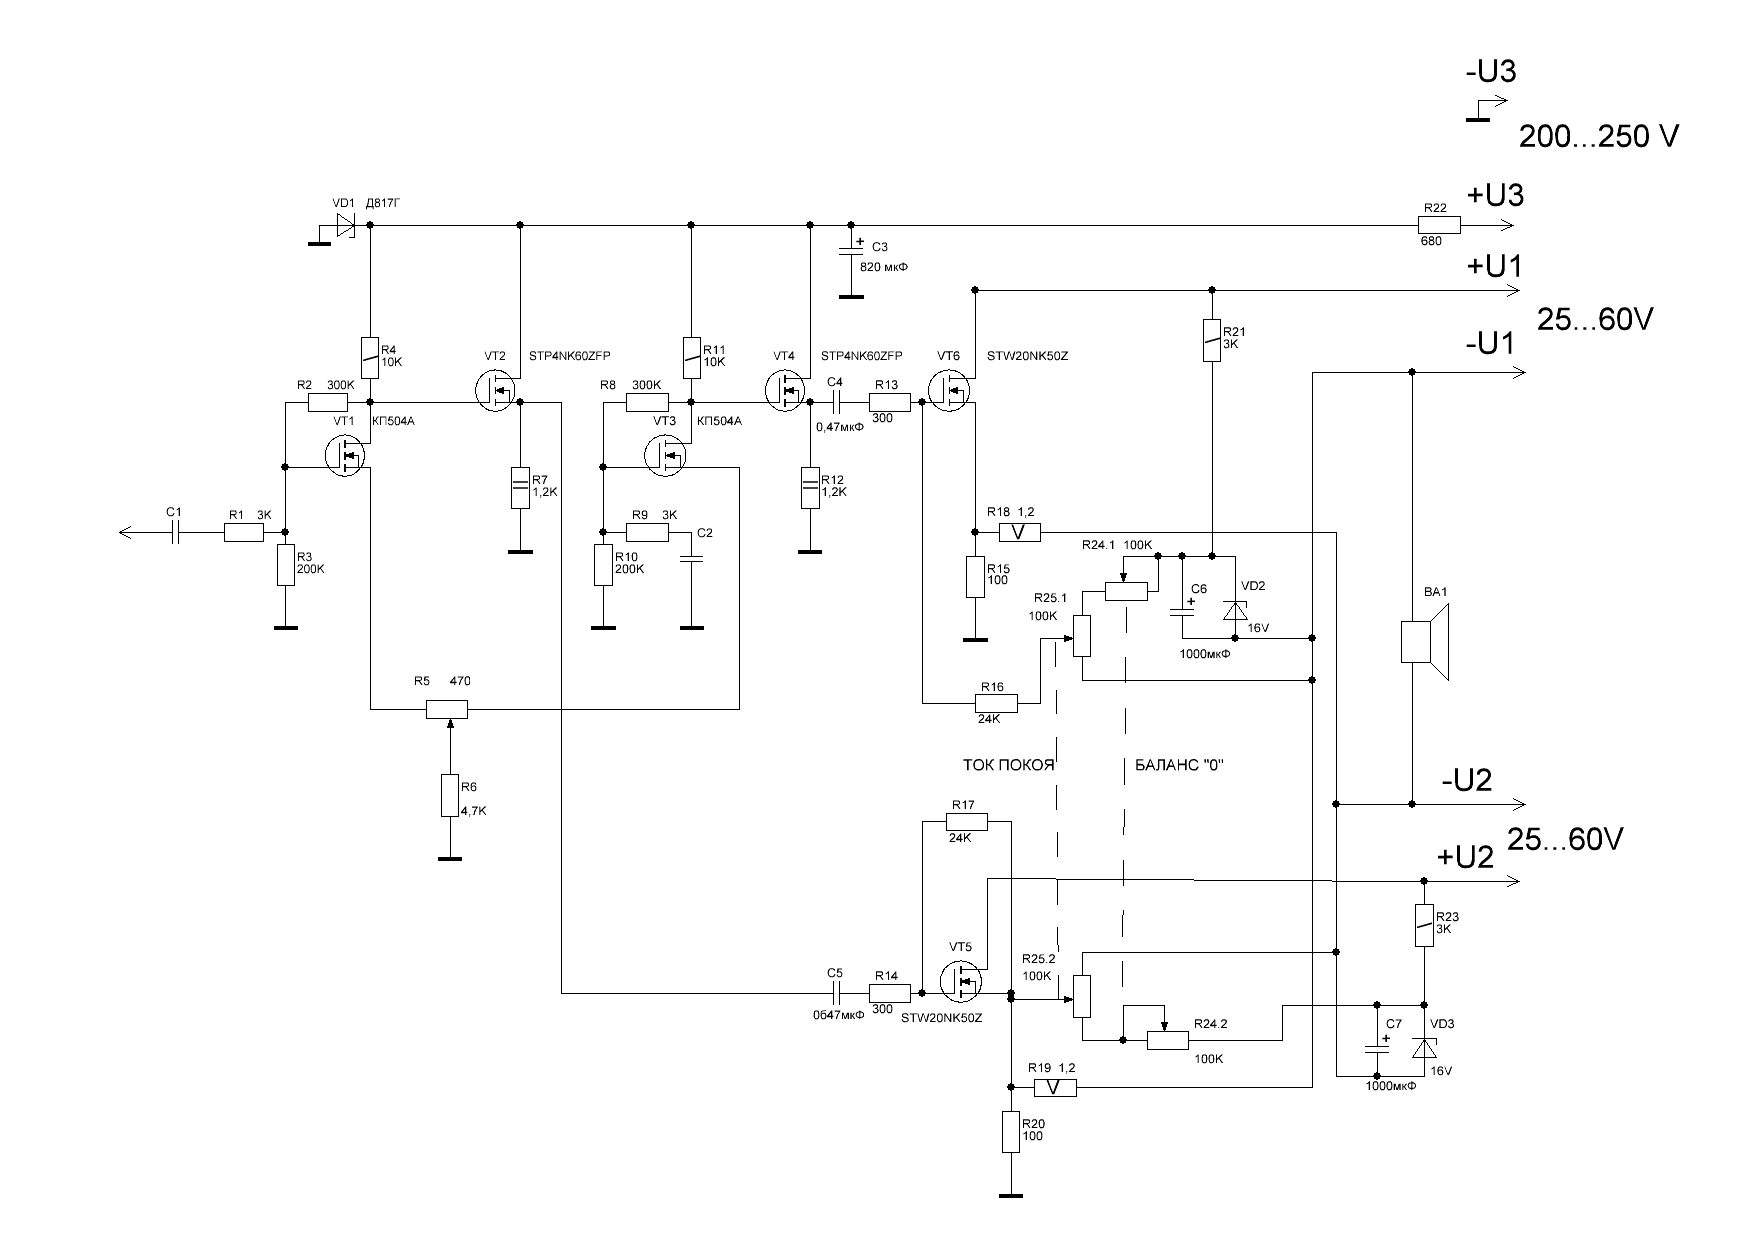 -U3
200...250 V
+U3
VD1 Д817Г
R22
680
C3
820 мкФ
+U1
25...60V
-U1
R4
10K
VT2 STP4NK60ZFP
R11
10K
VT4 STP4NK60ZFP
VT6 STW20NK50Z
R21
3K
R2 300K
R8 300K
C4
0,47мкФ
R13
300
VT1 КП504А
VT3 КП504А
R7
1,2K
R12
1,2K
C1
R1 3K
R3
200K
R9 3K
C2
R10
200K
R18 1,2
V
R15
100
R24.1 100K
R25.1
100K
C6
1000мкФ
VD2
16V
BA1
R5 470
R16
24K
R6
4,7K
ТОК ПОКОЯ
БАЛАНС "0"
-U2
25...60V
+U2
R17
24K
R23
3K
VT5
STW20NK50Z
C5
0б47мкФ
R14
300
R25.2
100K
R24.2
100K
C7
1000мкФ
VD3
16V
R19 1,2
V
R20
100